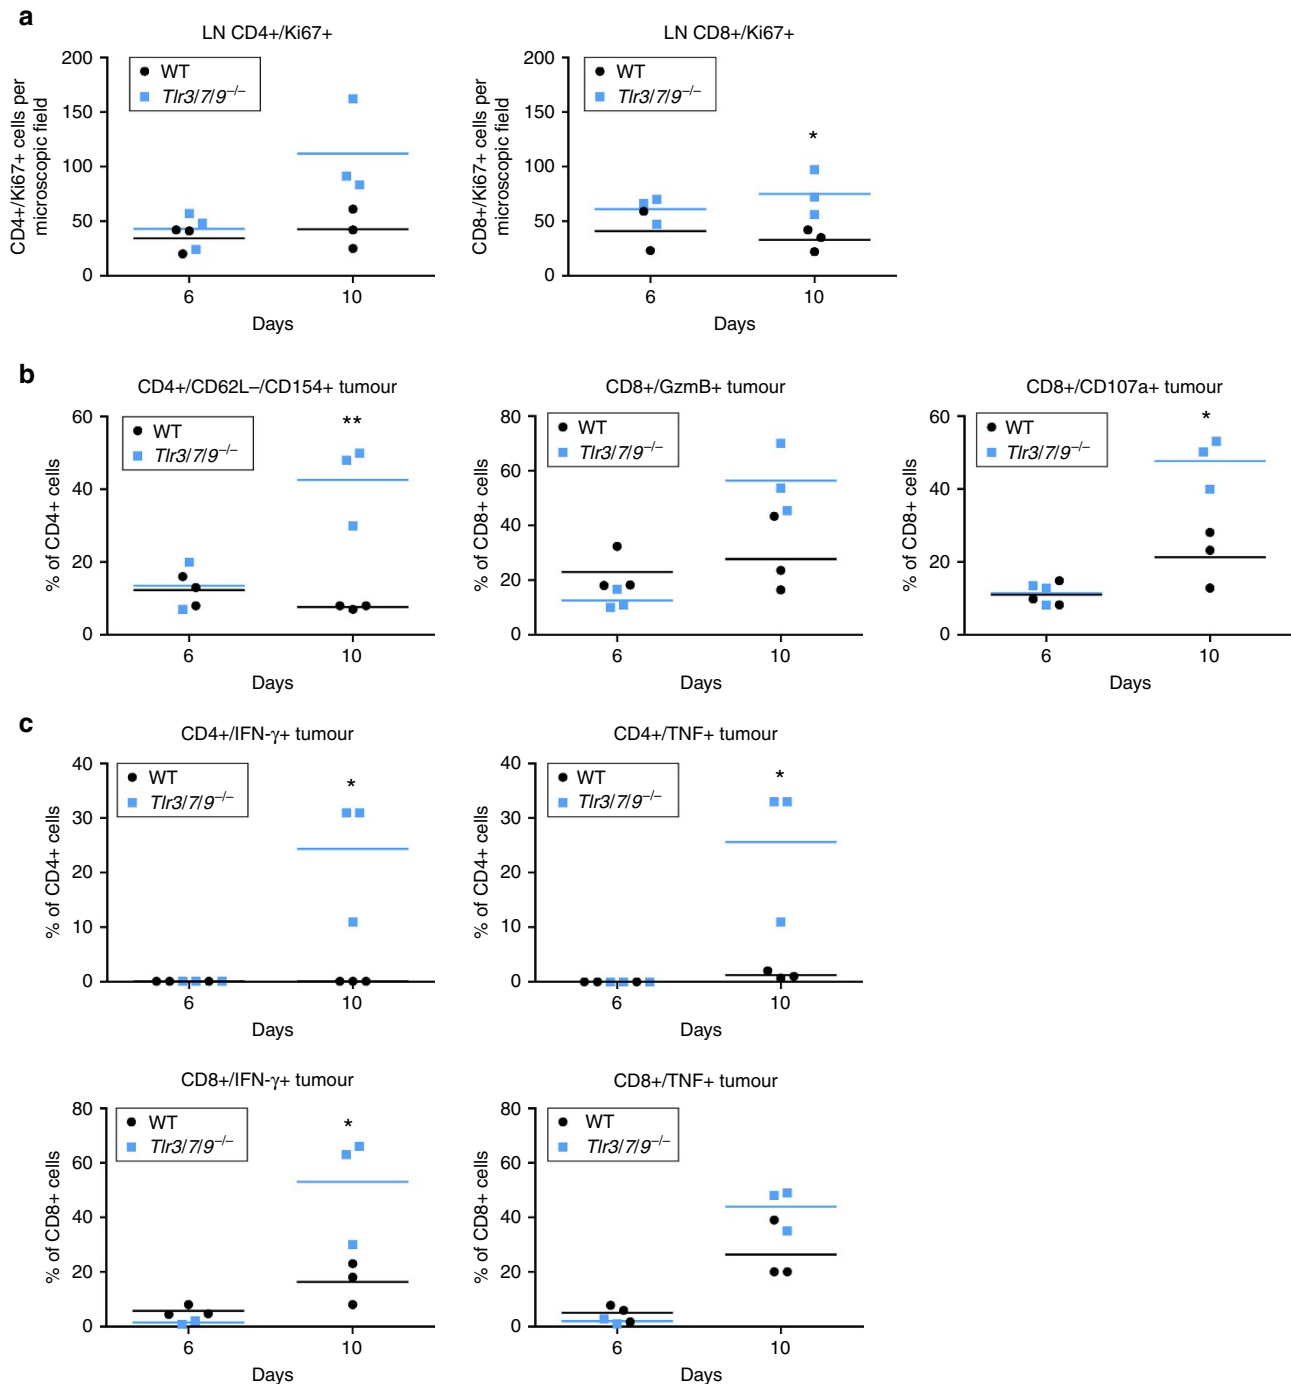 a
LN CD4+/Ki67+
CD4+/Ki67+ cells per
microscopic field
200
150
100
50
0
WT
Tlr3/7/9–/–
6
10
Days
LN CD8+/Ki67+
CD8+/Ki67+ cells per
microscopic field
200
150
100
50
0
WT
Tlr3/7/9–/–
*
6
10
Days
b
CD4+/CD62L–/CD154+ tumour
% of CD4+ cells
60
40
20
0
WT
Tlr3/7/9–/–
**
6
10
Days
CD8+/GzmB+ tumour
% of CD8+ cells
80
60
40
20
0
WT
Tlr3/7/9–/–
6
10
Days
CD8+/CD107a+ tumour
% of CD8+ cells
60
40
20
0
WT
Tlr3/7/9–/–
*
6
10
Days
c
CD4+/IFN-γ+ tumour
% of CD4+ cells
40
30
20
10
0
WT
Tlr3/7/9–/–
*
6
10
Days
CD4+/TNF+ tumour
% of CD4+ cells
40
30
20
10
0
WT
Tlr3/7/9–/–
*
6
10
Days
CD8+/IFN-γ+ tumour
% of CD8+ cells
80
60
40
20
0
WT
Tlr3/7/9–/–
*
6
10
Days
CD8+/TNF+ tumour
% of CD8+ cells
80
60
40
20
0
WT
Tlr3/7/9–/–
6
10
Days